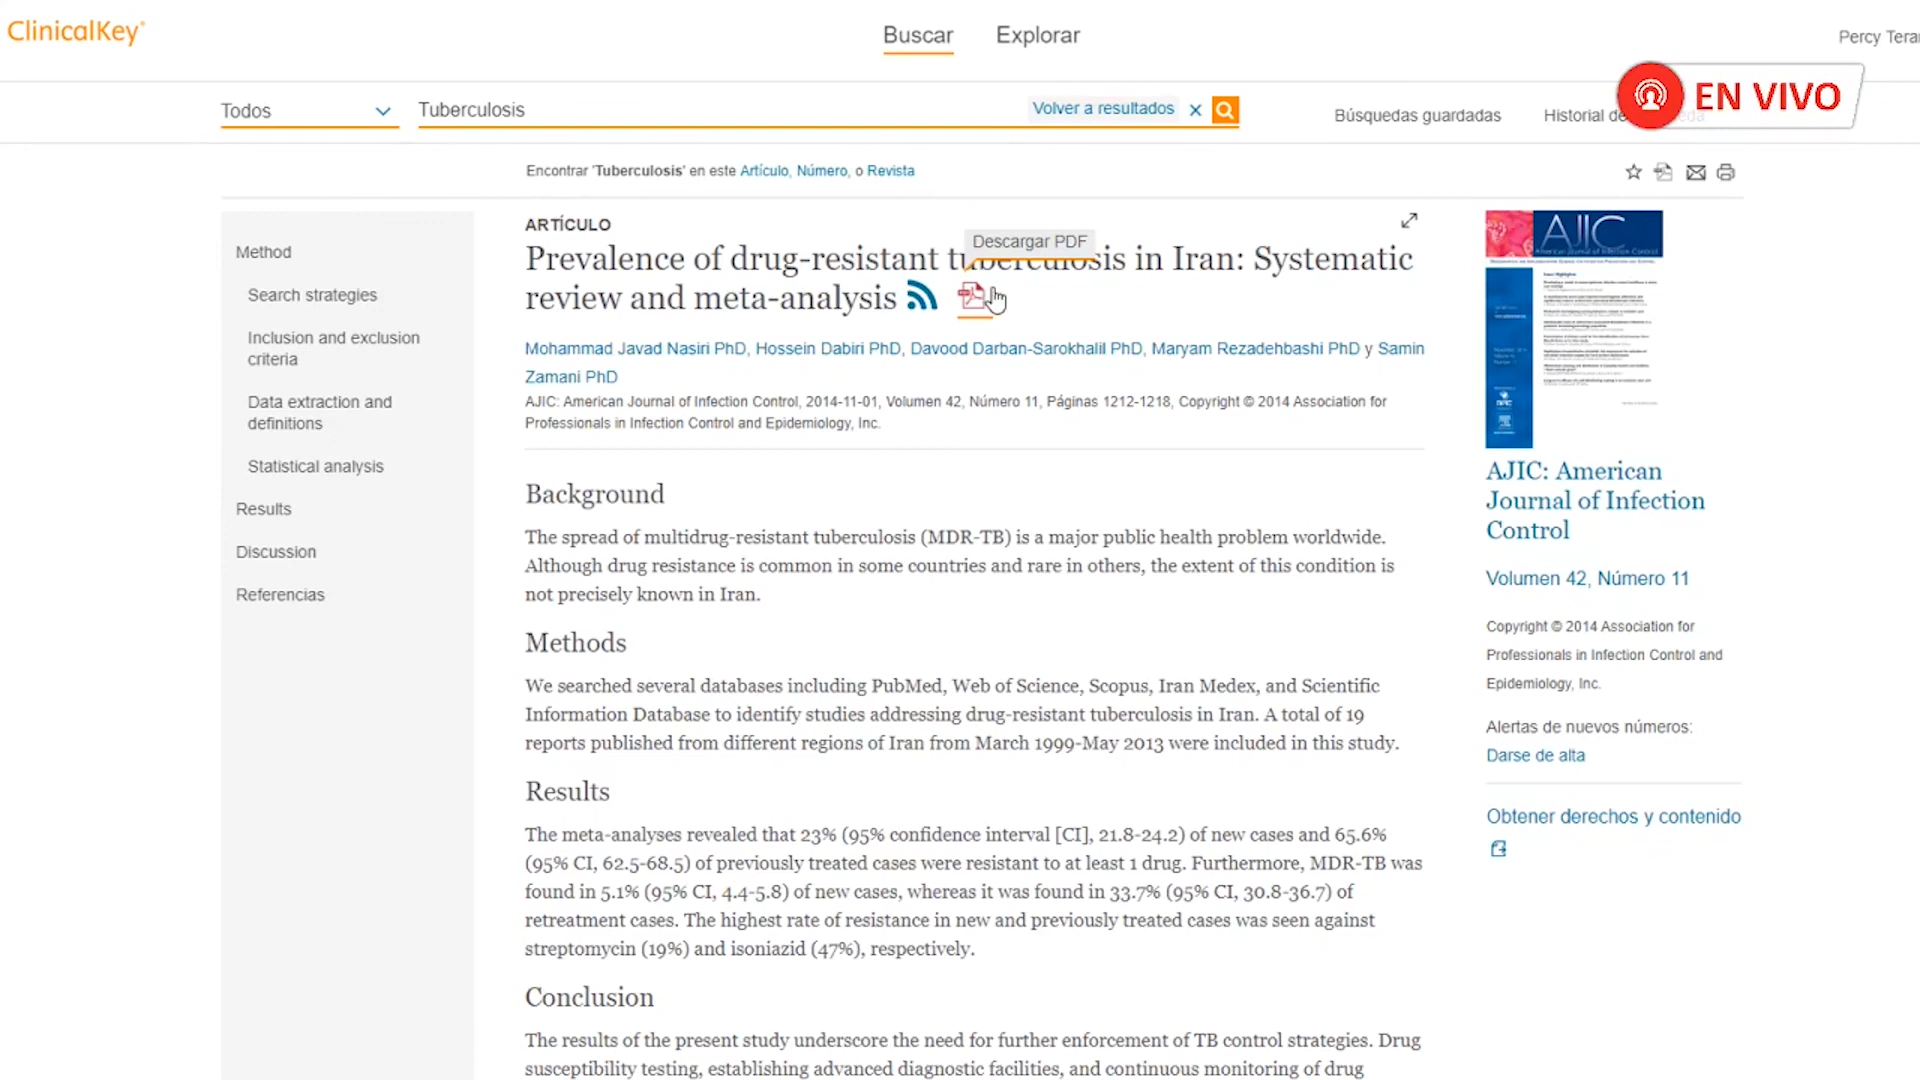 ClinicalKey
Buscar
Explorar
Percy Tera
Todos
Tuberculosis
Volver a resultados
Búsquedas guardadas
Historial de
EN VIVO
Encontrar 'Tuberculosis' en este Artículo, Número, o Revista
Method
Search strategies
Inclusion and exclusion
criteria
Data extraction and
definitions
Statistical analysis
Results
Discussion
Referencias
ARTÍCULO
Descargar PDF
Prevalence of drug-resistant tuberculosis in Iran: Systematic
review and meta-analysis
Mohammad Javad Nasiri PhD, Hossein Dabiri PhD, Davood Darban-Sarokhalil PhD, Maryam Rezadehbashi PhD y Samin
Zamani PhD
AJIC: American Journal of Infection Control, 2014-11-01, Volumen 42, Número 11, Páginas 1212-1218, Copyright © 2014 Association for
Professionals in Infection Control and Epidemiology, Inc.
Background
The spread of multidrug-resistant tuberculosis (MDR-TB) is a major public health problem worldwide.
Although drug resistance is common in some countries and rare in others, the extent of this condition is
not precisely known in Iran.
Methods
We searched several databases including PubMed, Web of Science, Scopus, Iran Medex, and Scientific
Information Database to identify studies addressing drug-resistant tuberculosis in Iran. A total of 19
reports published from different regions of Iran from March 1999-May 2013 were included in this study.
Results
The meta-analyses revealed that 23% (95% confidence interval [CI], 21.8-24.2) of new cases and 65.6%
(95% CI, 62.5-68.5) of previously treated cases were resistant to at least 1 drug. Furthermore, MDR-TB was
found in 5.1% (95% CI, 4.4-5.8) of new cases, whereas it was found in 33.7% (95% CI, 30.8-36.7) of
retreatment cases. The highest rate of resistance in new and previously treated cases was seen against
streptomycin (19%) and isoniazid (47%), respectively.
Conclusion
The results of the present study underscore the need for further enforcement of TB control strategies. Drug
susceptibility testing, establishing advanced diagnostic facilities, and continuous monitoring of drug
AJIC
American Journal of Infection Control
AJIC: American
Journal of Infection
Control
Volumen 42, Número 11
Copyright © 2014 Association for
Professionals in Infection Control and
Epidemiology, Inc.
Alertas de nuevos números:
Darse de alta
Obtener derechos y contenido